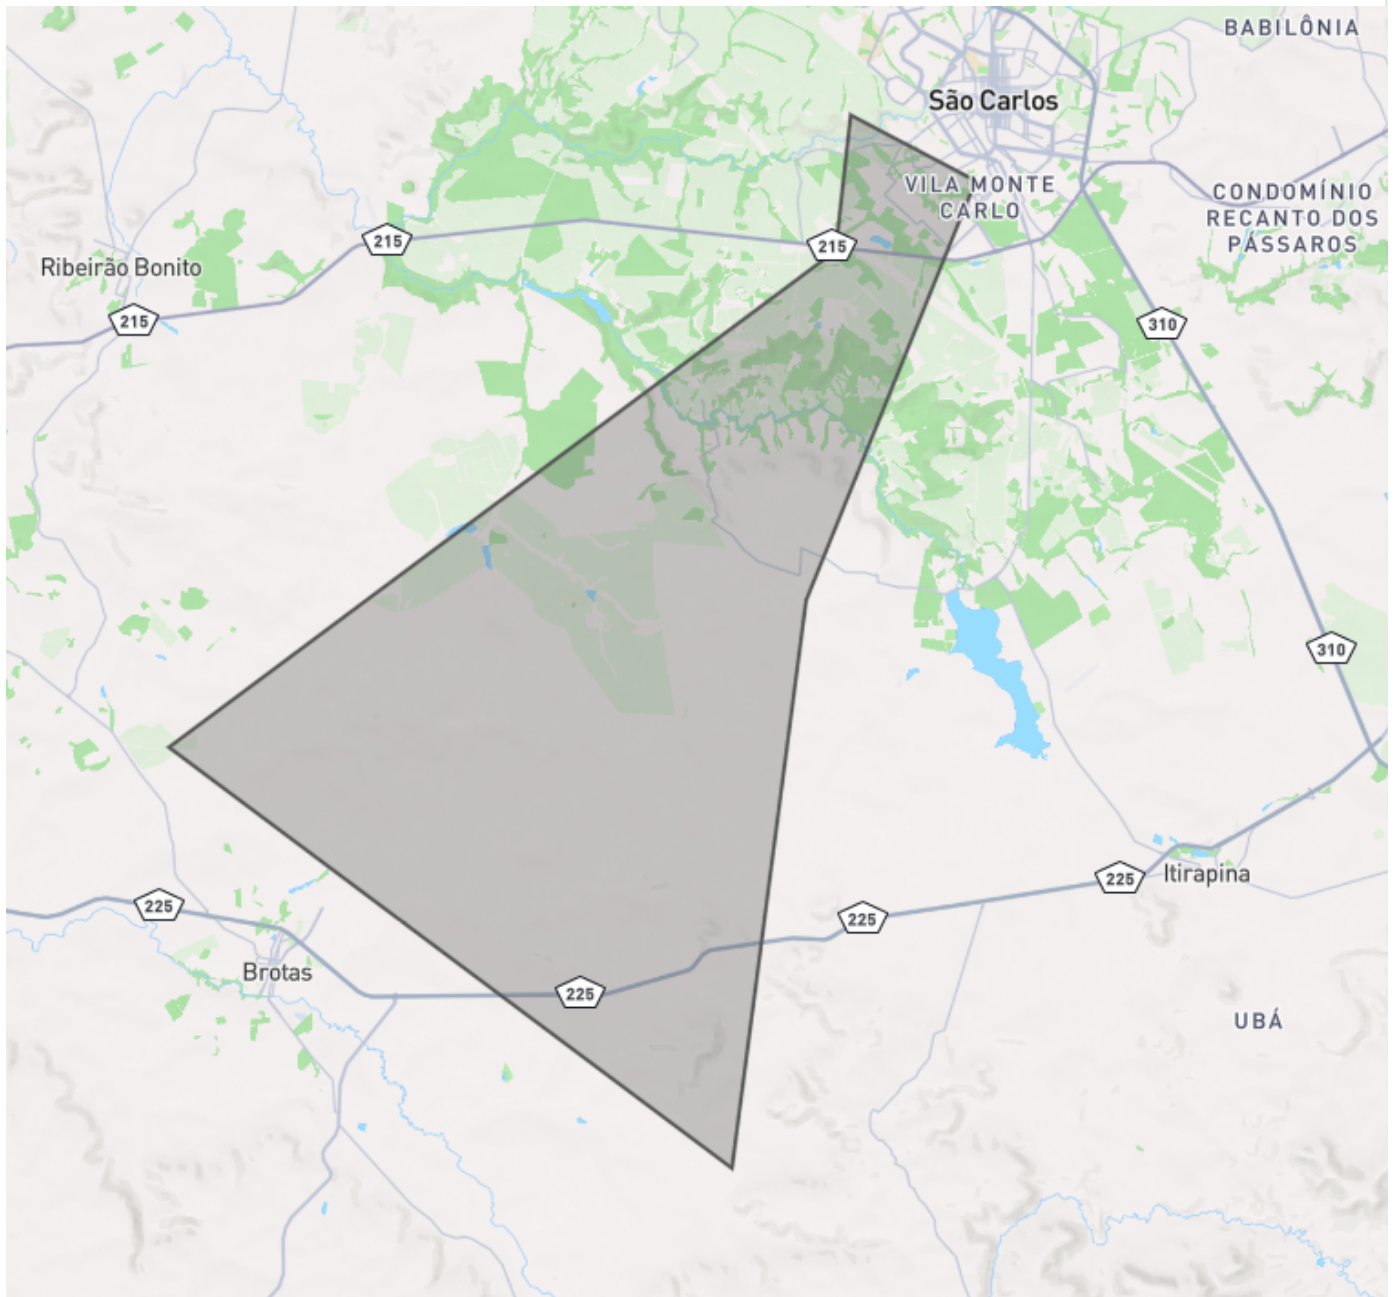 BABILÔNIA
São Carlos
VILA MONTE
CARLO
CONDOMÍNIO
RECANTO DOS
PÁSSAROS
215
215
Ribeirão Bonito
215
310
310
225
Itirapina
225
225
Brotas
225
UBÁ